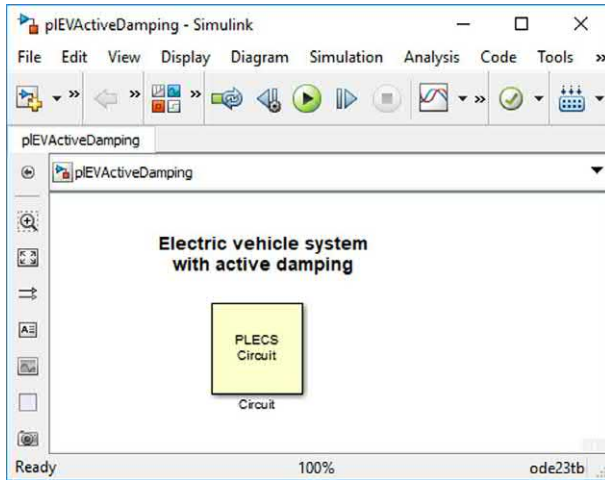 plEVActiveDamping - Simulink
File Edit View Display Diagram Simulation Analysis Code Tools »
» » » »
plEVActiveDamping
plEVActiveDamping
Electric vehicle system
with active damping
PLECS
Circuit
Circuit
Ready 100% ode23tb